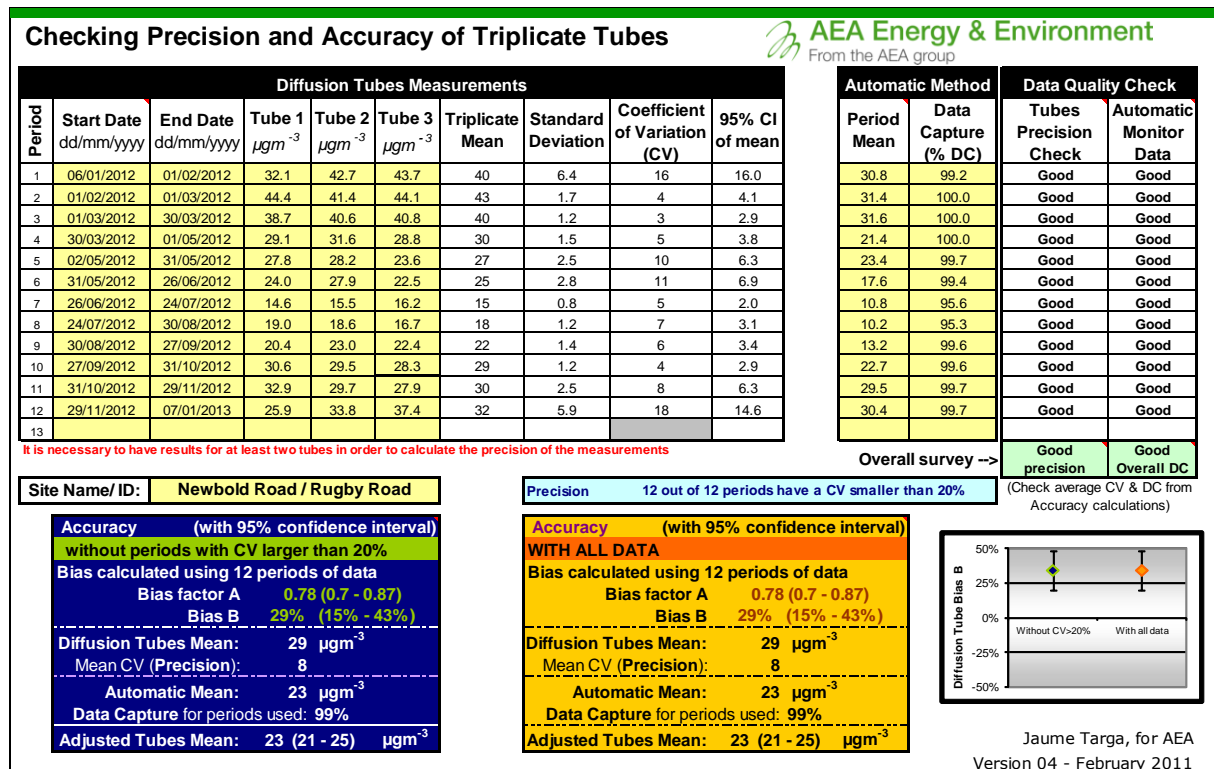 Checking Precision and Accuracy of Triplicate Tubes
AEA Energy & Environment
From the AEA group
Diffusion Tubes Measurements
Automatic Method
Data Quality Check
Period | Start Date dd/mm/yyyy | End Date dd/mm/yyyy | Tube 1 µgm⁻³ | Tube 2 µgm⁻³ | Tube 3 µgm⁻³ | Triplicate Mean | Standard Deviation | Coefficient of Variation (CV) | 95% CI of mean | Period Mean | Data Capture (% DC) | Tubes Precision Check | Automatic Monitor Data
1 06/01/2012 01/02/2012 32.1 42.7 43.7 40 6.4 16 16.0 30.8 99.2 Good Good
2 01/02/2012 01/03/2012 44.4 41.4 44.1 43 1.7 4 4.1 31.4 100.0 Good Good
3 01/03/2012 30/03/2012 38.7 40.6 40.8 40 1.2 3 2.9 31.6 100.0 Good Good
4 30/03/2012 01/05/2012 29.1 31.6 28.8 30 1.5 5 3.8 21.4 100.0 Good Good
5 02/05/2012 31/05/2012 27.8 28.2 23.6 27 2.5 10 6.3 23.4 99.7 Good Good
6 31/05/2012 26/06/2012 24.0 27.9 22.5 25 2.8 11 6.9 17.6 99.4 Good Good
7 26/06/2012 24/07/2012 14.6 15.5 16.2 15 0.8 5 2.0 10.8 95.6 Good Good
8 24/07/2012 30/08/2012 19.0 18.6 16.7 18 1.2 7 3.1 10.2 95.3 Good Good
9 30/08/2012 27/09/2012 20.4 23.0 22.4 22 1.4 6 3.4 13.2 99.6 Good Good
10 27/09/2012 31/10/2012 30.6 29.5 28.3 29 1.2 4 2.9 22.7 99.6 Good Good
11 31/10/2012 29/11/2012 32.9 29.7 27.9 30 2.5 8 6.3 29.5 99.7 Good Good
12 29/11/2012 07/01/2013 25.9 33.8 37.4 32 5.9 18 14.6 30.4 99.7 Good Good
13
It is necessary to have results for at least two tubes in order to calculate the precision of the measurements
Overall survey --> Good precision Good Overall DC
Site Name/ ID: Newbold Road / Rugby Road
Precision 12 out of 12 periods have a CV smaller than 20%
(Check average CV & DC from
Accuracy calculations)
Accuracy (with 95% confidence interval)
without periods with CV larger than 20%
Bias calculated using 12 periods of data
Bias factor A 0.78 (0.7 - 0.87)
Bias B 29% (15% - 43%)
Diffusion Tubes Mean: 29 µgm⁻³
Mean CV (Precision): 8
Automatic Mean: 23 µgm⁻³
Data Capture for periods used: 99%
Adjusted Tubes Mean: 23 (21 - 25) µgm⁻³
Accuracy (with 95% confidence interval)
WITH ALL DATA
Bias calculated using 12 periods of data
Bias factor A 0.78 (0.7 - 0.87)
Bias B 29% (15% - 43%)
Diffusion Tubes Mean: 29 µgm⁻³
Mean CV (Precision): 8
Automatic Mean: 23 µgm⁻³
Data Capture for periods used: 99%
Adjusted Tubes Mean: 23 (21 - 25) µgm⁻³
Diffusion Tube Bias B
50%
25%
0%
-25%
-50%
Without CV>20% With all data
Jaume Targa, for AEA
Version 04 - February 2011